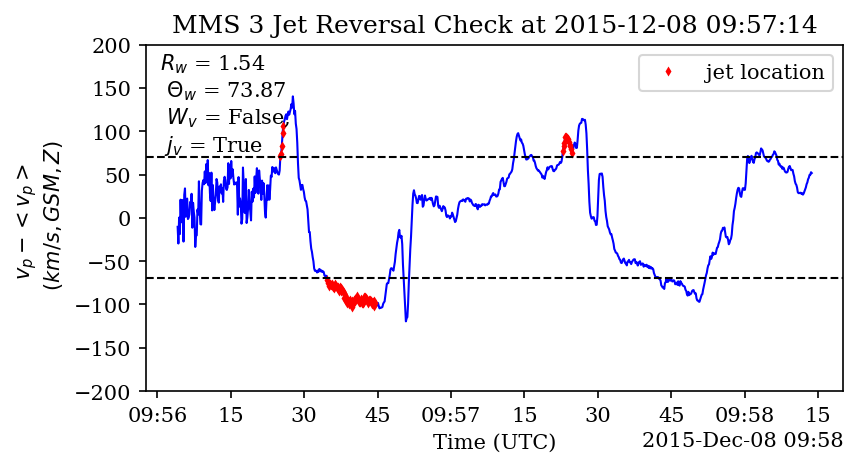 MMS 3 Jet Reversal Check at 2015-12-08 09:57:14
R_w = 1.54
Θ_w = 73.87
W_v = False
j_v = True
jet location
v_p − < v_p >
(km/s, GSM, Z)
200
150
100
50
0
−50
−100
−150
−200
09:56 15 30 45 09:57 15 30 45 09:58 15
Time (UTC)
2015-Dec-08 09:58